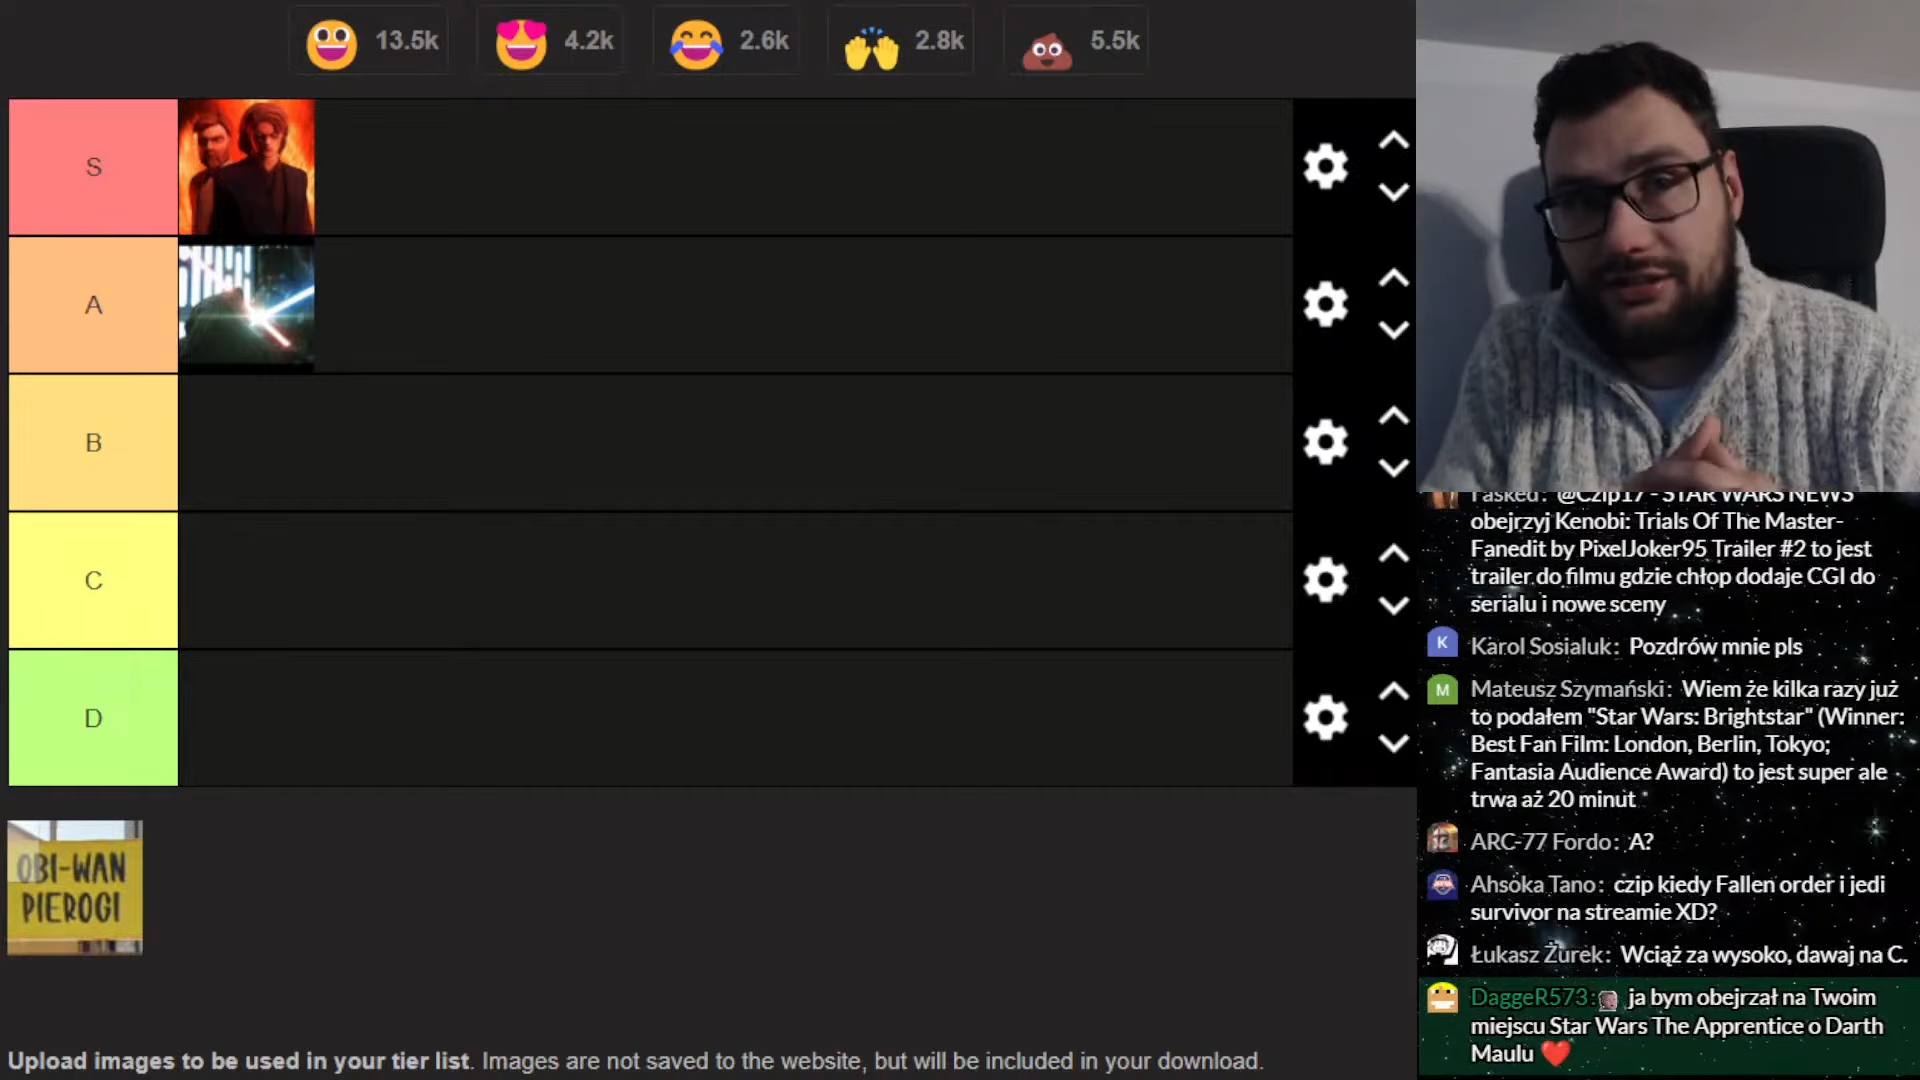 13.5k
4.2k
2.6k
2.8k
5.5k
S
A
B
C
D
OBI-WAN
PIEROGI
Upload images to be used in your tier list. Images are not saved to the website, but will be included in your download.
Fasked: @Czip17 - STAR WARS NEWS
obejrzyj Kenobi: Trials Of The Master-
Fanedit by PixelJoker95 Trailer #2 to jest
trailer do filmu gdzie chłop dodaje CGI do
serialu i nowe sceny
K
Karol Sosialuk: Pozdrów mnie pls
M
Mateusz Szymański: Wiem że kilka razy już
to podałem "Star Wars: Brightstar" (Winner:
Best Fan Film: London, Berlin, Tokyo;
Fantasia Audience Award) to jest super ale
trwa aż 20 minut
ARC-77 Fordo: A?
Ahsoka Tano: czip kiedy Fallen order i jedi
survivor na streamie XD?
Łukasz Żurek: Wciąż za wysoko, dawaj na C.
DaggeR573: ja bym obejrzał na Twoim
miejscu Star Wars The Apprentice o Darth
Maulu ❤️